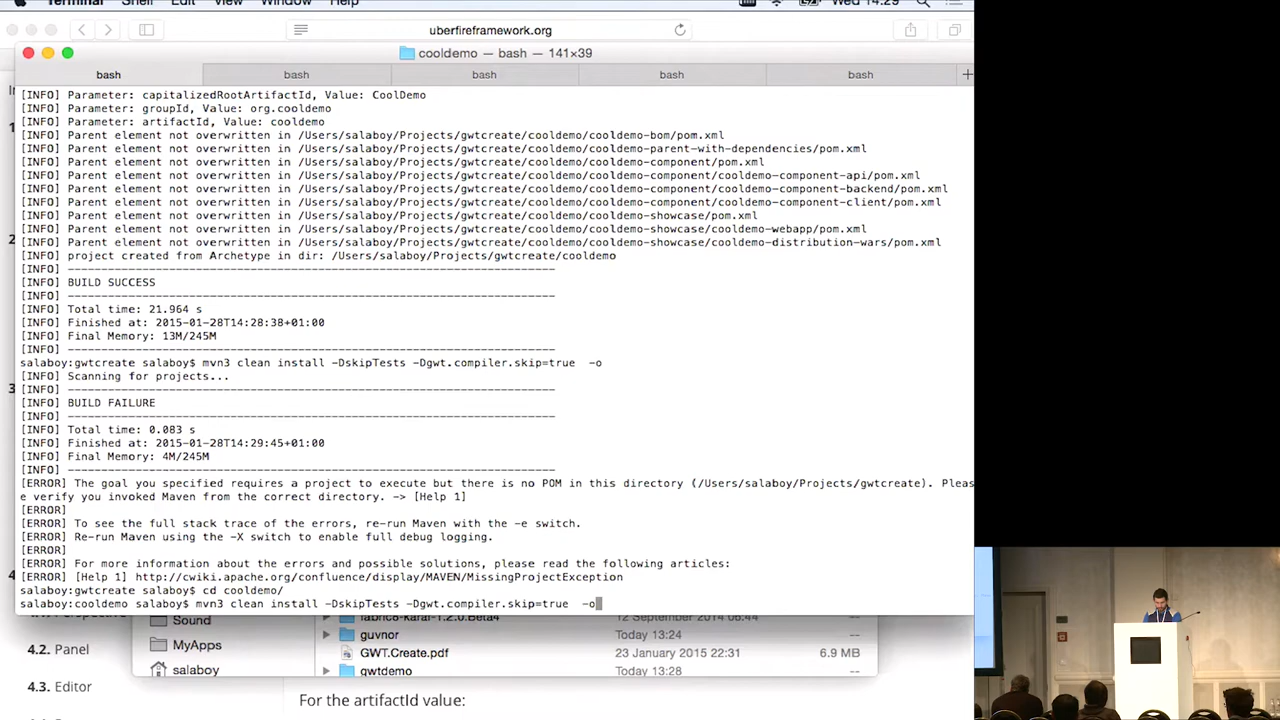 Terminal Shell Edit View Window Help Wed 14:29
uberfireframework.org
cooldemo — bash — 141×39
bash bash bash bash bash
[INFO] Parameter: capitalizedRootArtifactId, Value: CoolDemo
[INFO] Parameter: groupId, Value: org.cooldemo
[INFO] Parameter: artifactId, Value: cooldemo
[INFO] Parent element not overwritten in /Users/salaboy/Projects/gwtcreate/cooldemo/cooldemo-bom/pom.xml
[INFO] Parent element not overwritten in /Users/salaboy/Projects/gwtcreate/cooldemo/cooldemo-parent-with-dependencies/pom.xml
[INFO] Parent element not overwritten in /Users/salaboy/Projects/gwtcreate/cooldemo/cooldemo-component/pom.xml
[INFO] Parent element not overwritten in /Users/salaboy/Projects/gwtcreate/cooldemo/cooldemo-component/cooldemo-component-api/pom.xml
[INFO] Parent element not overwritten in /Users/salaboy/Projects/gwtcreate/cooldemo/cooldemo-component/cooldemo-component-backend/pom.xml
[INFO] Parent element not overwritten in /Users/salaboy/Projects/gwtcreate/cooldemo/cooldemo-component/cooldemo-component-client/pom.xml
[INFO] Parent element not overwritten in /Users/salaboy/Projects/gwtcreate/cooldemo/cooldemo-showcase/pom.xml
[INFO] Parent element not overwritten in /Users/salaboy/Projects/gwtcreate/cooldemo/cooldemo-showcase/cooldemo-webapp/pom.xml
[INFO] Parent element not overwritten in /Users/salaboy/Projects/gwtcreate/cooldemo/cooldemo-showcase/cooldemo-distribution-wars/pom.xml
[INFO] project created from Archetype in dir: /Users/salaboy/Projects/gwtcreate/cooldemo
[INFO] ------------------------------------------------------------------------
[INFO] BUILD SUCCESS
[INFO] ------------------------------------------------------------------------
[INFO] Total time: 21.964 s
[INFO] Finished at: 2015-01-28T14:28:38+01:00
[INFO] Final Memory: 13M/245M
[INFO] ------------------------------------------------------------------------
salaboy:gwtcreate salaboy$ mvn3 clean install -DskipTests -Dgwt.compiler.skip=true  -o
[INFO] Scanning for projects...
[INFO] ------------------------------------------------------------------------
[INFO] BUILD FAILURE
[INFO] ------------------------------------------------------------------------
[INFO] Total time: 0.083 s
[INFO] Finished at: 2015-01-28T14:29:45+01:00
[INFO] Final Memory: 4M/245M
[INFO] ------------------------------------------------------------------------
[ERROR] The goal you specified requires a project to execute but there is no POM in this directory (/Users/salaboy/Projects/gwtcreate). Pleas
e verify you invoked Maven from the correct directory. -> [Help 1]
[ERROR]
[ERROR] To see the full stack trace of the errors, re-run Maven with the -e switch.
[ERROR] Re-run Maven using the -X switch to enable full debug logging.
[ERROR]
[ERROR] For more information about the errors and possible solutions, please read the following articles:
[ERROR] [Help 1] http://cwiki.apache.org/confluence/display/MAVEN/MissingProjectException
salaboy:gwtcreate salaboy$ cd cooldemo/
salaboy:cooldemo salaboy$ mvn3 clean install -DskipTests -Dgwt.compiler.skip=true  -o
Sound 12 September 2014 06:44 --
MyApps guvnor Today 13:24 --
4.2. Panel GWT.Create.pdf 23 January 2015 22:31 6.9 MB
salaboy gwtdemo Today 13:28 --
4.3. Editor
For the artifactId value: